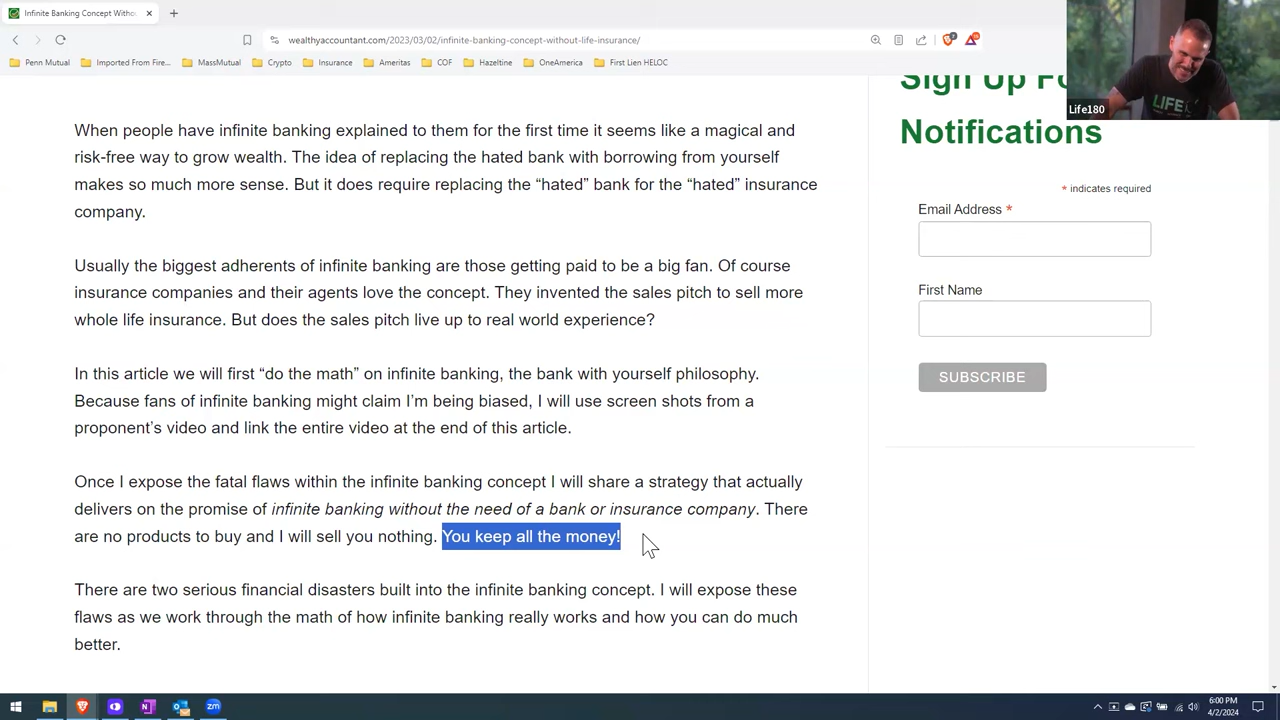 Infinite Banking Concept Witho
wealthyaccountant.com/2023/03/02/infinite-banking-concept-without-life-insurance/
Penn Mutual
Imported From Fire...
MassMutual
Crypto
Insurance
Ameritas
COF
Hazeltine
OneAmerica
First Lien HELOC
LIFE
Life180
When people have infinite banking explained to them for the first time it seems like a magical and
risk-free way to grow wealth. The idea of replacing the hated bank with borrowing from yourself
makes so much more sense. But it does require replacing the “hated” bank for the “hated” insurance
company.
Usually the biggest adherents of infinite banking are those getting paid to be a big fan. Of course
insurance companies and their agents love the concept. They invented the sales pitch to sell more
whole life insurance. But does the sales pitch live up to real world experience?
In this article we will first “do the math” on infinite banking, the bank with yourself philosophy.
Because fans of infinite banking might claim I’m being biased, I will use screen shots from a
proponent’s video and link the entire video at the end of this article.
Once I expose the fatal flaws within the infinite banking concept I will share a strategy that actually
delivers on the promise of infinite banking without the need of a bank or insurance company. There
are no products to buy and I will sell you nothing. You keep all the money!
There are two serious financial disasters built into the infinite banking concept. I will expose these
flaws as we work through the math of how infinite banking really works and how you can do much
better.
Sign Up Fo
Notifications
* indicates required
Email Address *
First Name
SUBSCRIBE
6:00 PM
4/2/2024